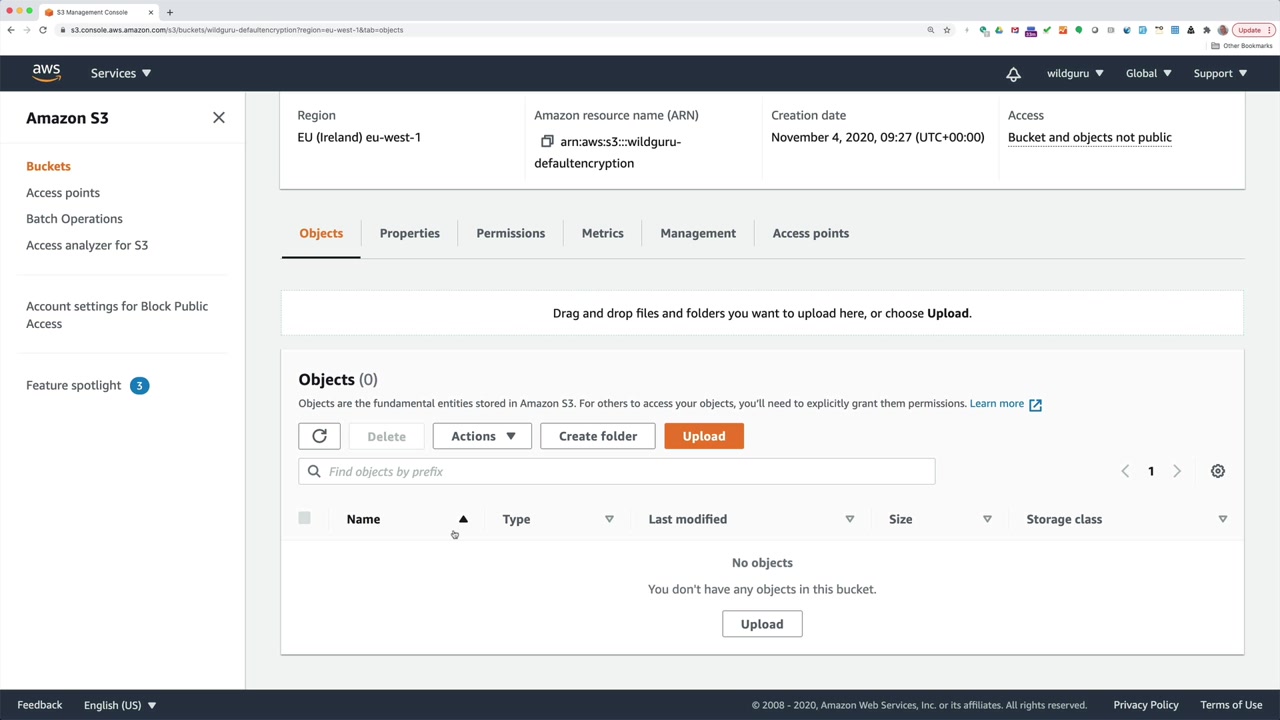 S3 Management Console
s3.console.aws.amazon.com/s3/buckets/wildguru-defaultencryption?region=eu-west-1&tab=objects
Update
Other Bookmarks
aws
Services
wildguru
Global
Support
Amazon S3
Buckets
Access points
Batch Operations
Access analyzer for S3
Account settings for Block Public
Access
Feature spotlight 3
Region
EU (Ireland) eu-west-1
Amazon resource name (ARN)
arn:aws:s3:::wildguru-
defaultencryption
Creation date
November 4, 2020, 09:27 (UTC+00:00)
Access
Bucket and objects not public
Objects
Properties
Permissions
Metrics
Management
Access points
Drag and drop files and folders you want to upload here, or choose Upload.
Objects (0)
Objects are the fundamental entities stored in Amazon S3. For others to access your objects, you'll need to explicitly grant them permissions. Learn more
Delete
Actions
Create folder
Upload
Find objects by prefix
1
Name
Type
Last modified
Size
Storage class
No objects
You don't have any objects in this bucket.
Upload
Feedback
English (US)
© 2008 - 2020, Amazon Web Services, Inc. or its affiliates. All rights reserved.
Privacy Policy
Terms of Use